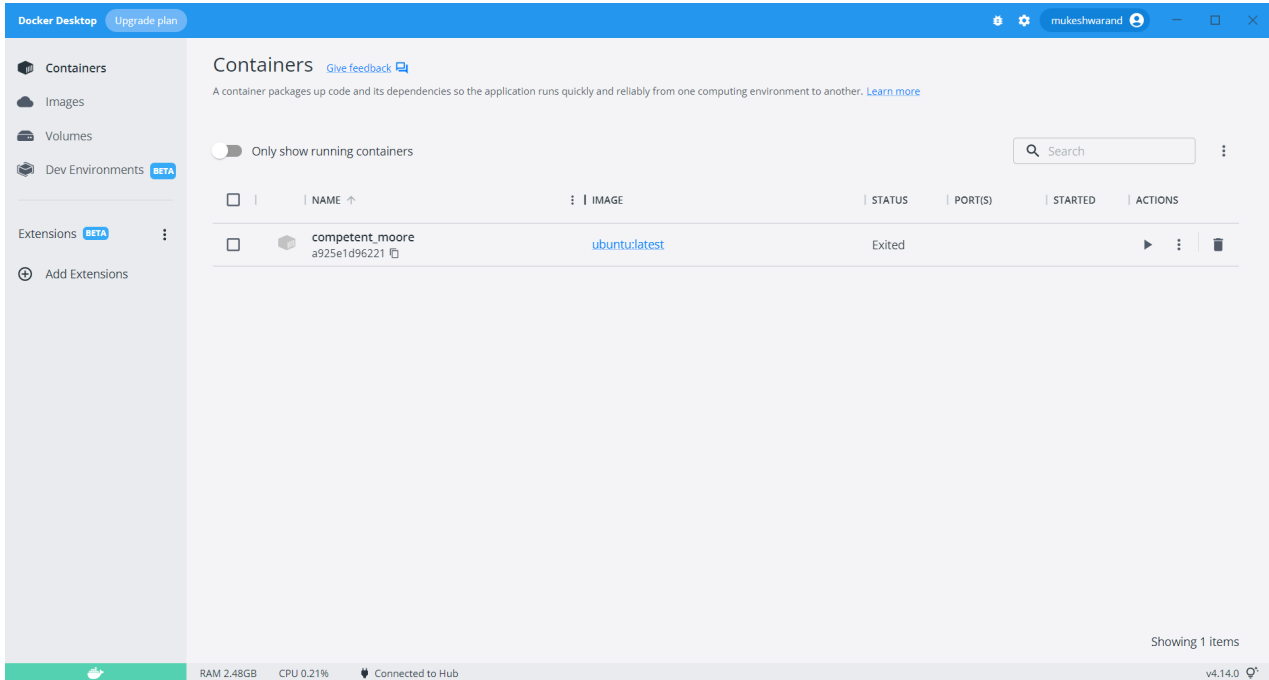 Docker Desktop Upgrade plan mukeshwarand
Containers
Images
Volumes
Dev Environments BETA
Extensions BETA
Add Extensions
Containers Give feedback
A container packages up code and its dependencies so the application runs quickly and reliably from one computing environment to another. Learn more
Only show running containers Search
NAME IMAGE STATUS PORT(S) STARTED ACTIONS
competent_moore ubuntu:latest Exited
a925e1d96221
Showing 1 items
RAM 2.48GB CPU 0.21% Connected to Hub v4.14.0